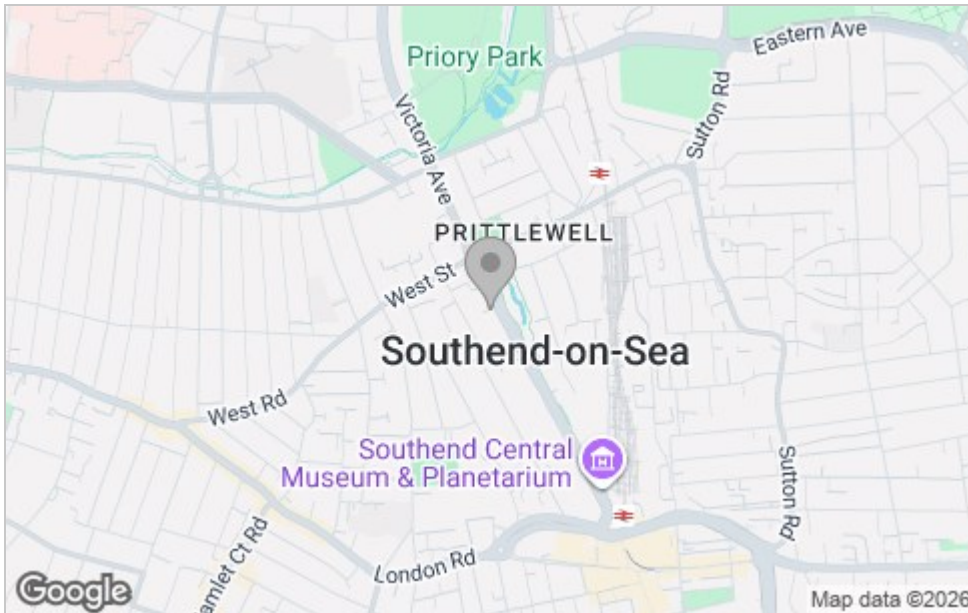 Priory Park
Eastern Ave
Victoria Ave
Sutton Rd
PRITTLEWELL
West St
Southend-on-Sea
West Rd
Southend Central
Museum & Planetarium
Sutton Rd
amlet Ct Rd
London Rd
Google
Map data ©2026